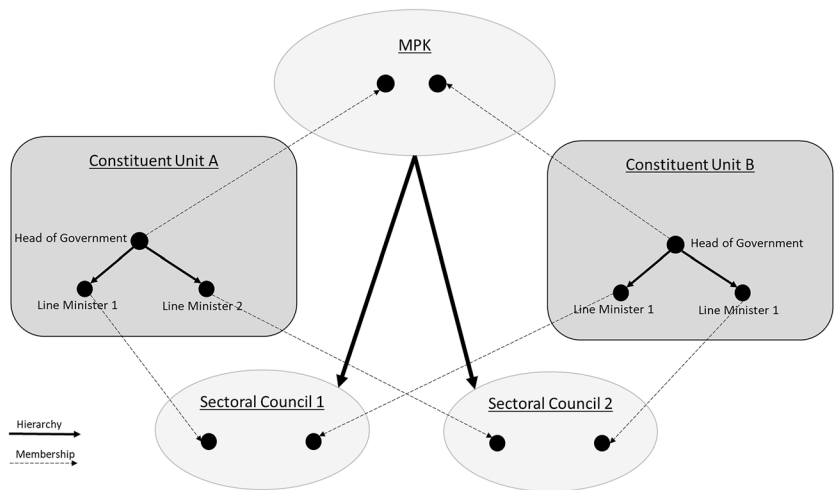 MPK
Constituent Unit A
Constituent Unit B
Head of Government
Head of Government
Line Minister 1
Line Minister 2
Line Minister 1
Line Minister 1
Sectoral Council 1
Sectoral Council 2
Hierarchy
Membership